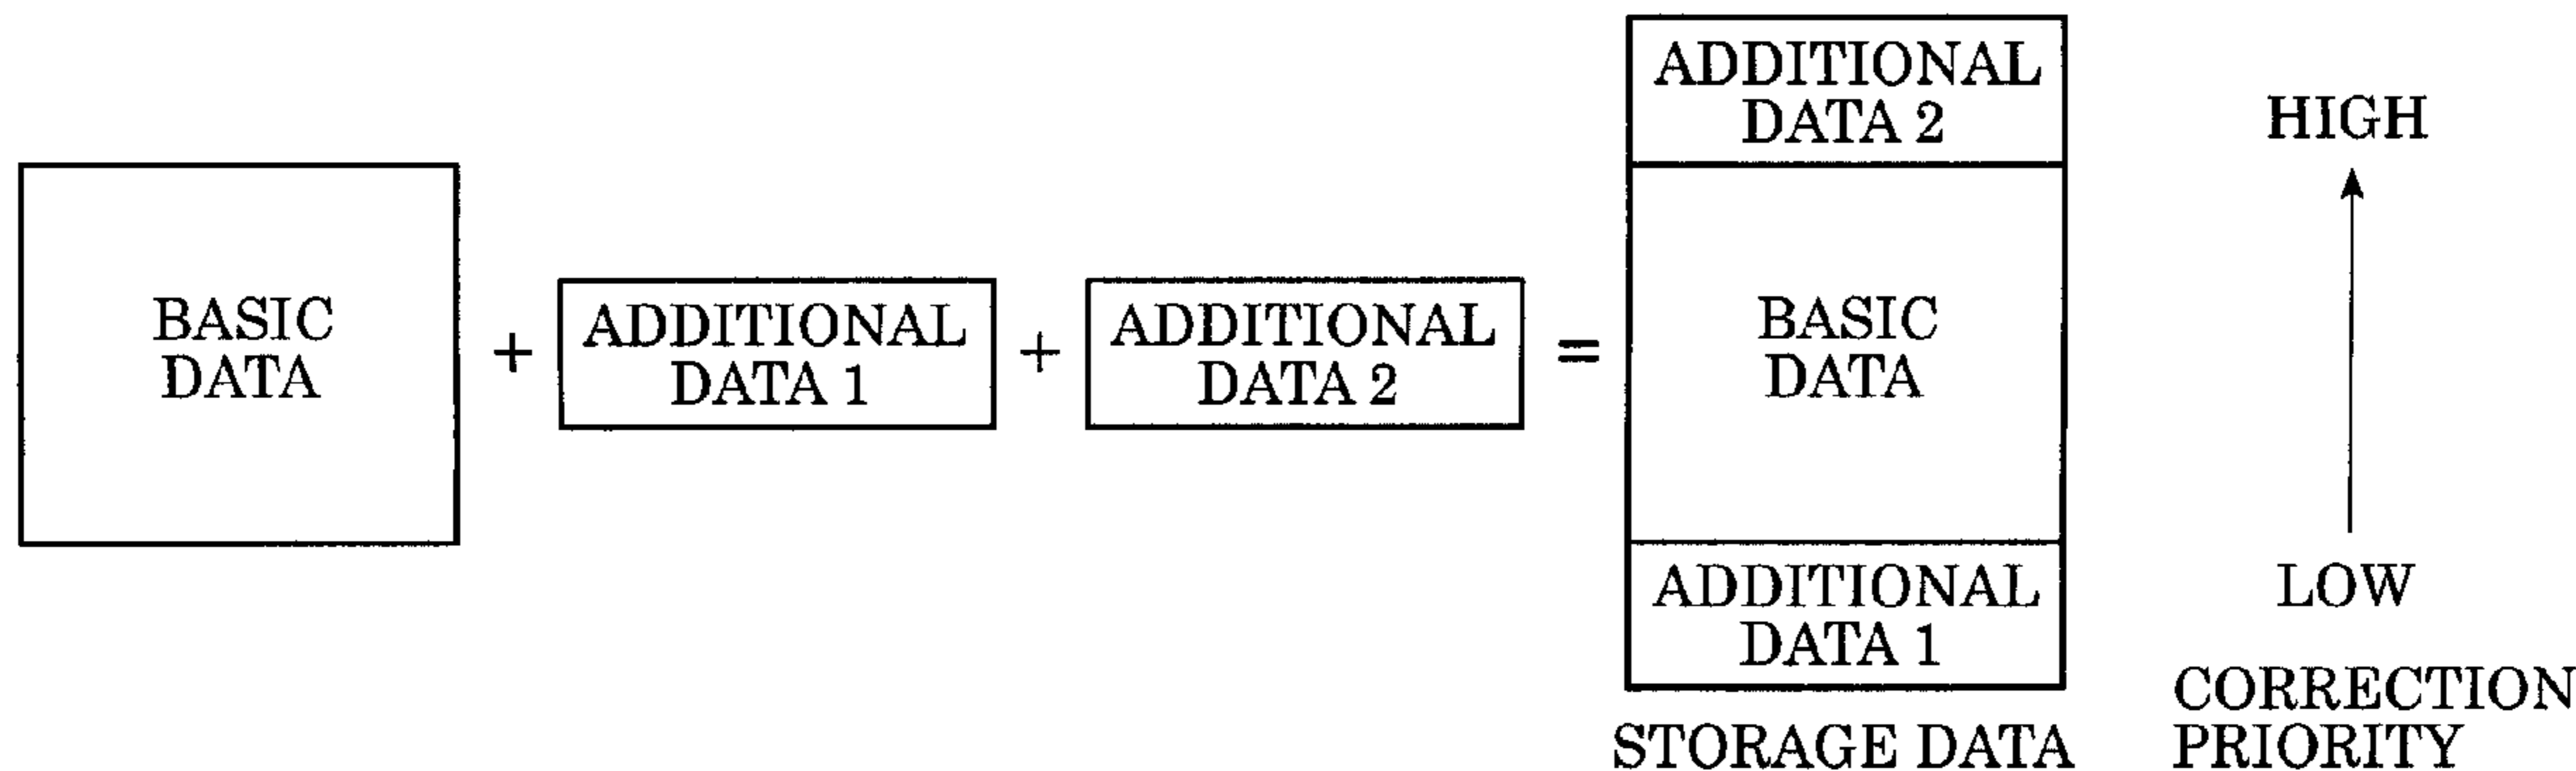 BASIC
DATA
+
ADDITIONAL
DATA 1
+
ADDITIONAL
DATA 2
=
ADDITIONAL
DATA 2
BASIC
DATA
ADDITIONAL
DATA 1
STORAGE DATA
HIGH
LOW
CORRECTION
PRIORITY